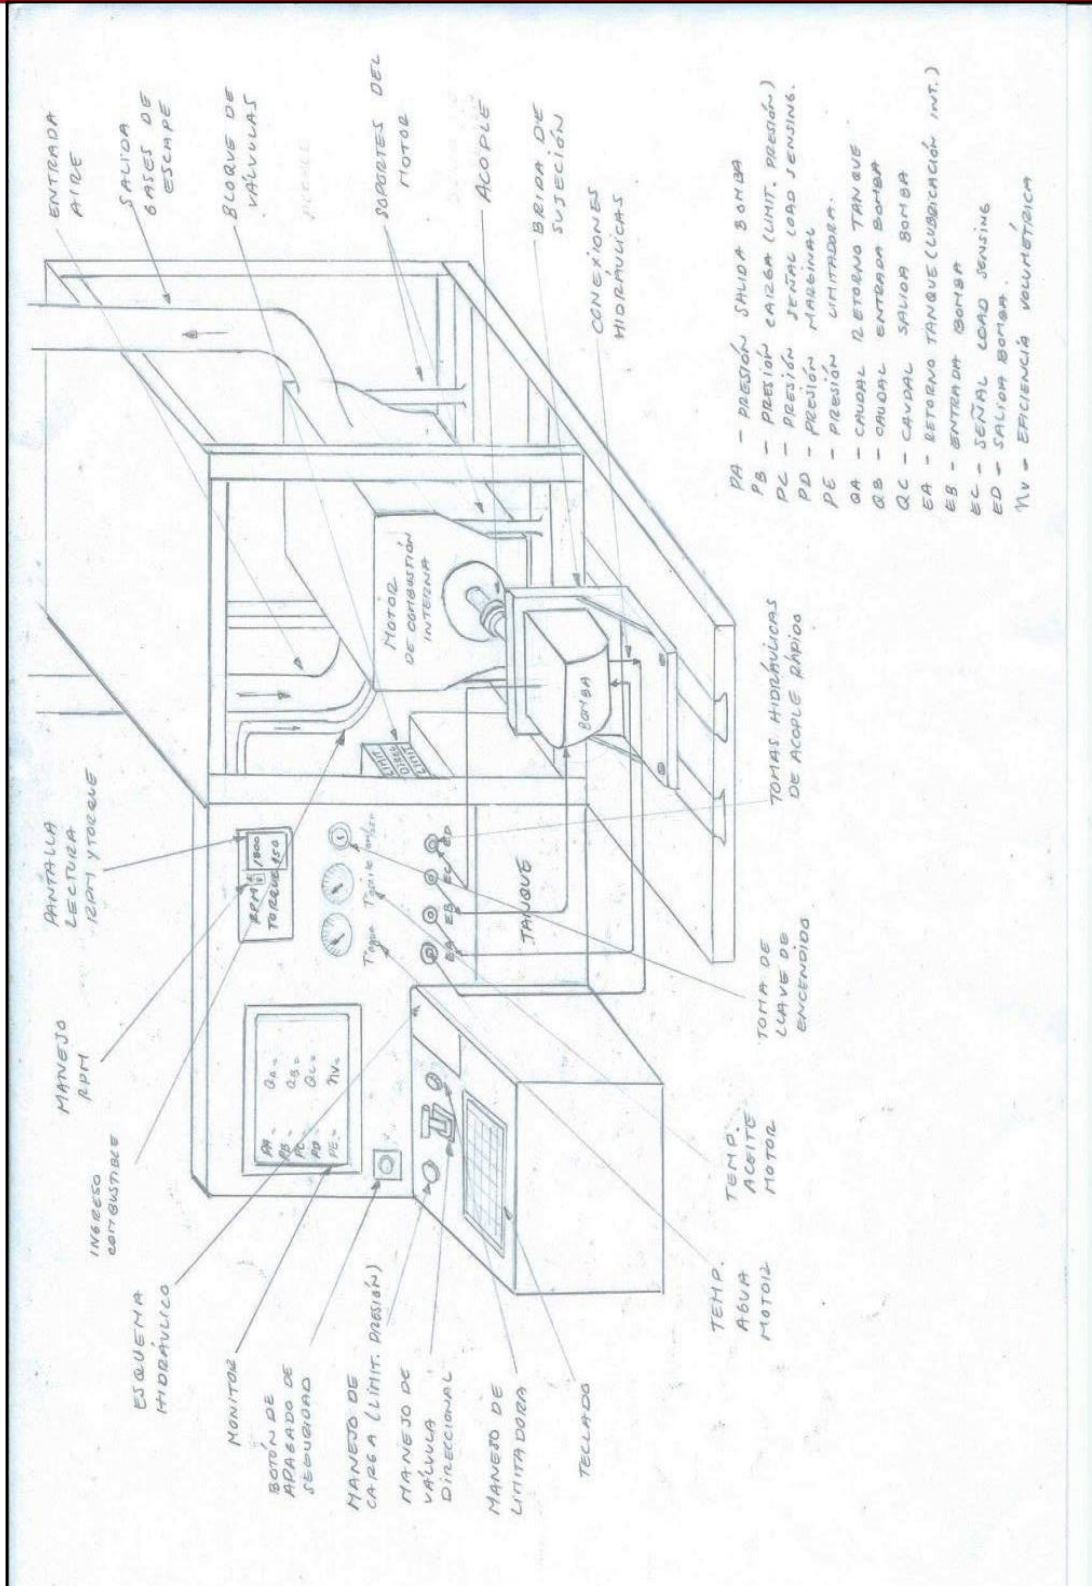 ENTRADA
AIRE
SALIDA
GASES DE
ESCAPE
BLOQUE DE
VÁLVULAS
SOPORTES DEL
MOTOR
ACOPLE
BRIDA DE
SUJECIÓN
CONEXIONES
HIDRÁULICAS
PANTALLA
LECTURA
RPM Y TORQUE
MANEJO
RPM
INGRESO
COMBUSTIBLE
ESQUEMA
HIDRÁULICO
MONITOR
BOTÓN DE
APAGADO DE
SEGURIDAD
MANEJO DE
CARGA (LIMIT. PRESIÓN)
MANEJO DE
VÁLVULA
DIRECCIONAL
MANEJO DE
LIMITADORA
TECLADO
RPM 1800
TORQUE 350
PA =
PB =
PC
PD
PE =
QA =
QB =
QC =
ηv =
T°agua
T°aceite
EA
EB
EC
ED
TANQUE
MOTOR
DE COMBUSTIÓN
INTERNA
BOMBA
TEMP.
AGUA
MOTOR
TEMP.
ACEITE
MOTOR
TOMA DE
LLAVE DE
ENCENDIDO
TOMAS HIDRÁULICAS
DE ACOPLE RÁPIDO
PA - PRESIÓN SALIDA BOMBA
PB - PRESIÓN CARGA (LIMIT. PRESIÓN)
PC - PRESIÓN SEÑAL LOAD SENSING.
PD - PRESIÓN MARGINAL
PE - PRESIÓN LIMITADORA.
QA - CAUDAL RETORNO TANQUE
QB - CAUDAL ENTRADA BOMBA
QC - CAUDAL SALIDA BOMBA
EA - RETORNO TANQUE (LUBRICACIÓN INT.)
EB - ENTRADA BOMBA
EC - SEÑAL LOAD SENSING
ED - SALIDA BOMBA.
ηv = EFICIENCIA VOLUMÉTRICA